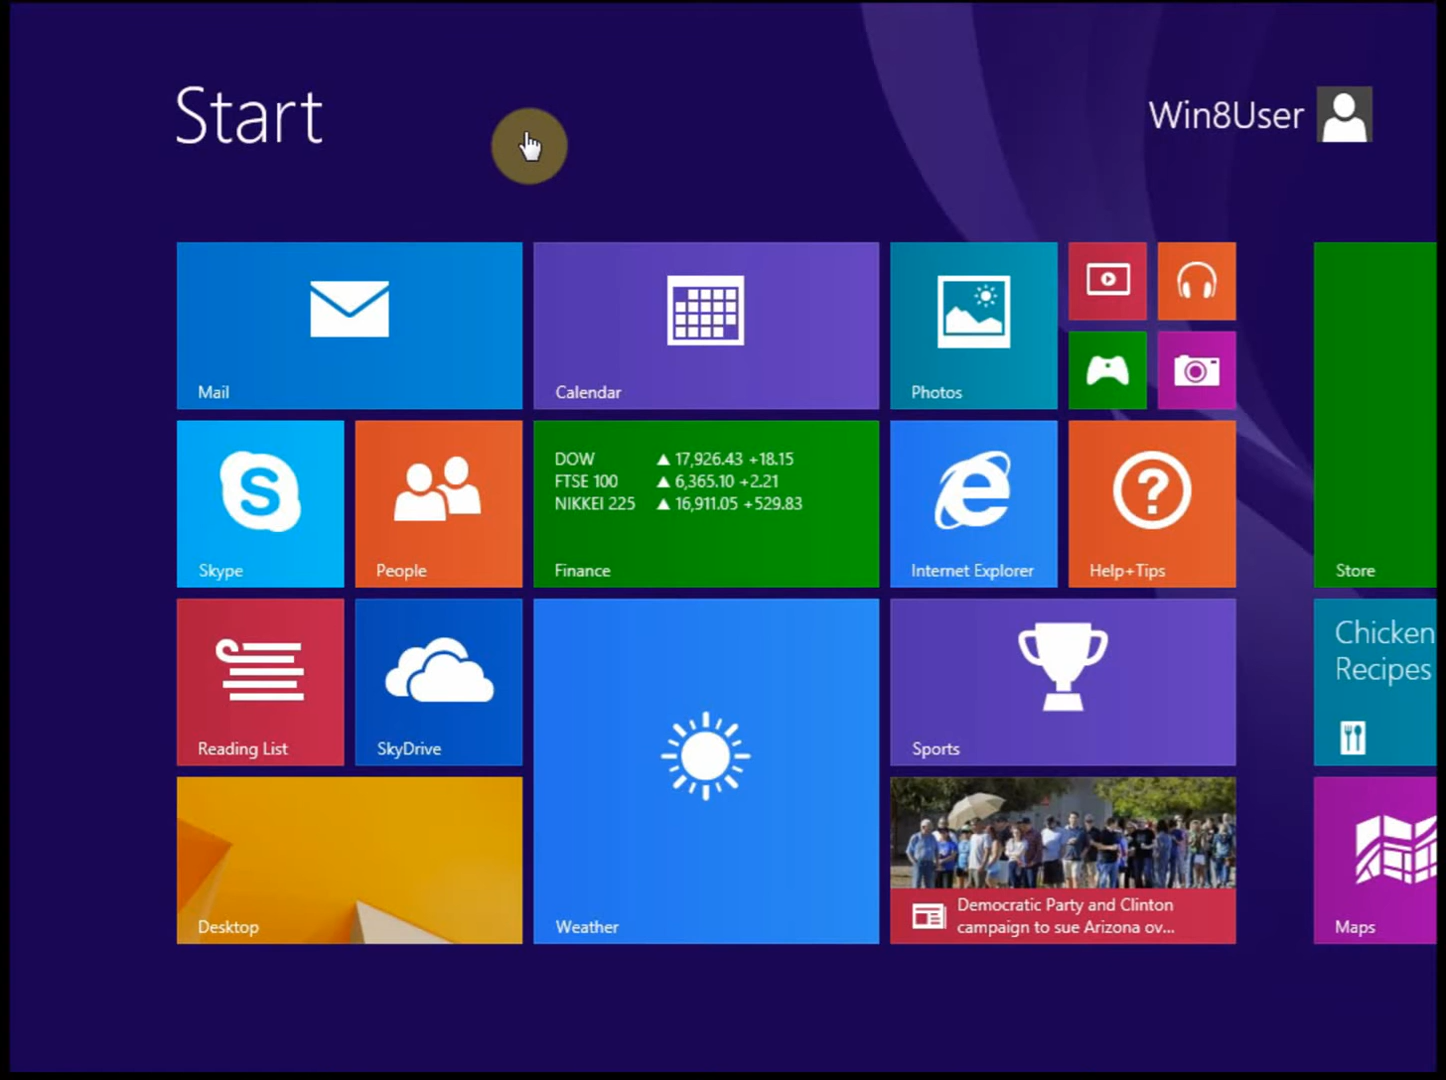 Start
Win8User
Mail
Calendar
Photos
Skype
People
DOW ▲ 17,926.43 +18.15
FTSE 100 ▲ 6,365.10 +2.21
NIKKEI 225 ▲ 16,911.05 +529.83
Finance
Internet Explorer
Help+Tips
Store
Reading List
SkyDrive
Weather
Sports
Chicken
Recipes
Desktop
Democratic Party and Clinton
campaign to sue Arizona ov...
Maps